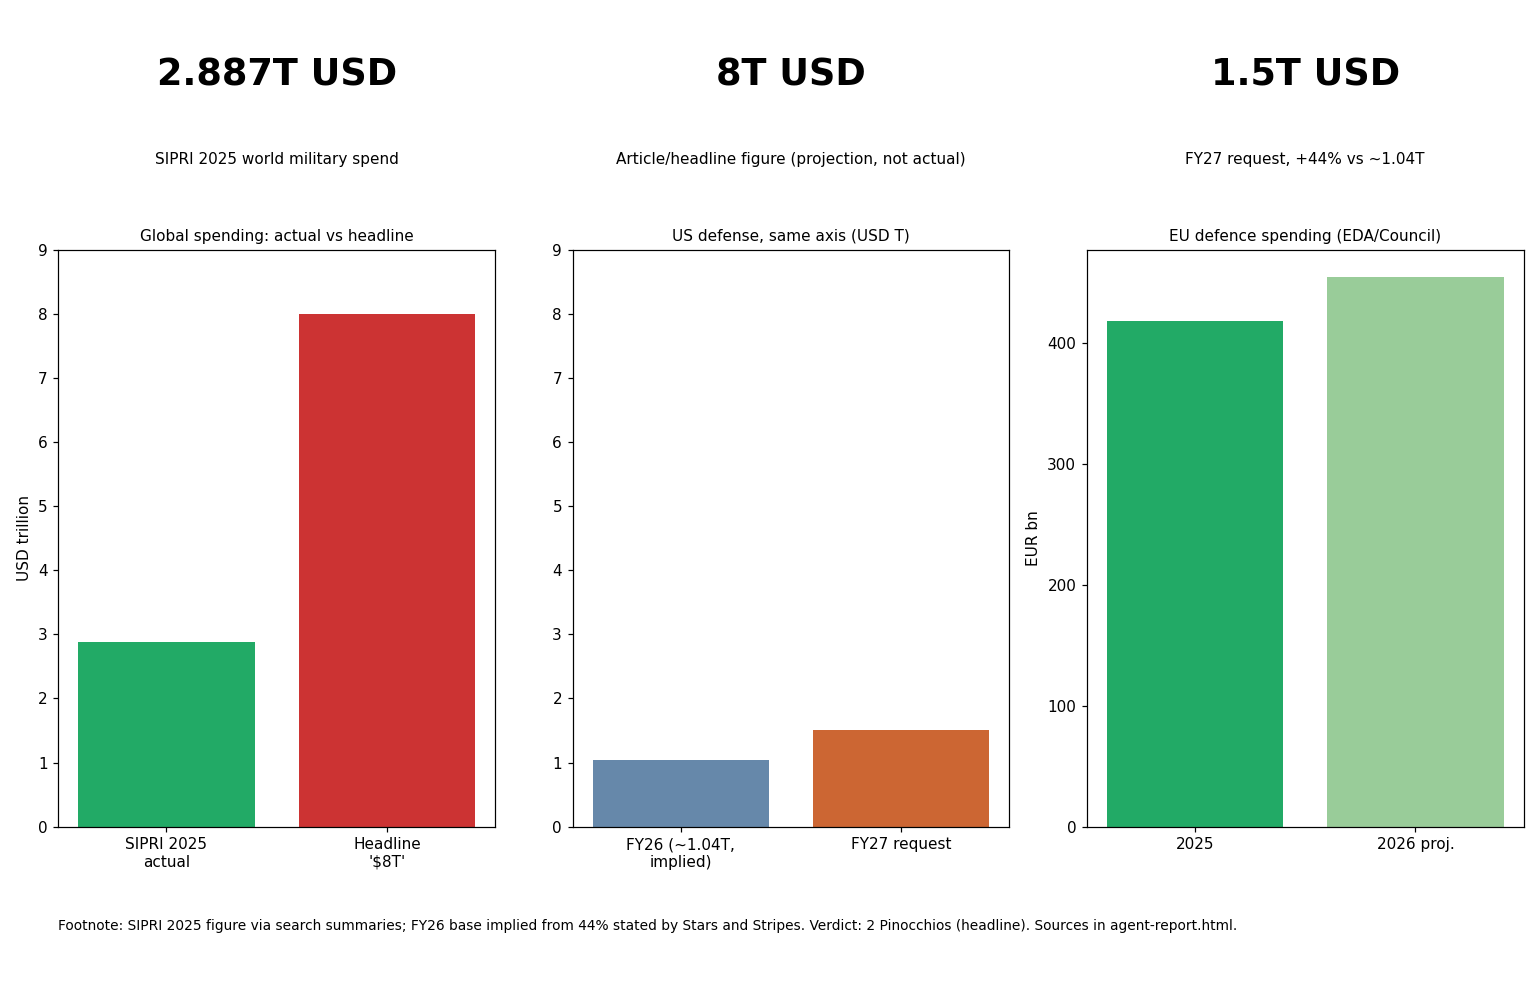 2.887T USD
SIPRI 2025 world military spend
8T USD
Article/headline figure (projection, not actual)
1.5T USD
FY27 request, +44% vs ~1.04T
Global spending: actual vs headline
USD trillion
9
8
7
6
5
4
3
2
1
0
SIPRI 2025
actual
Headline
'$8T'
US defense, same axis (USD T)
9
8
7
6
5
4
3
2
1
0
FY26 (~1.04T,
implied)
FY27 request
EU defence spending (EDA/Council)
EUR bn
400
300
200
100
0
2025
2026 proj.
Footnote: SIPRI 2025 figure via search summaries; FY26 base implied from 44% stated by Stars and Stripes. Verdict: 2 Pinocchios (headline). Sources in agent-report.html.